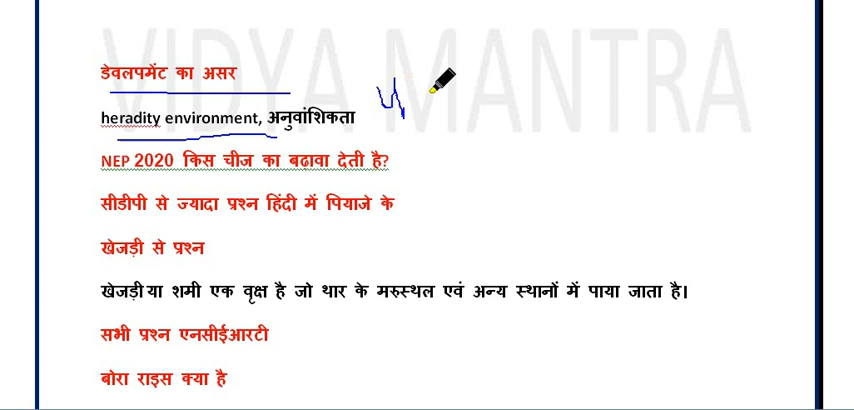 VIDYA MANTRA
डेवलपमेंट का असर
heradity environment, अनुवांशिकता
NEP 2020 किस चीज का बढ़ावा देती है?
सीडीपी से ज्यादा प्रश्न हिंदी में पियाजे के
खेजड़ी से प्रश्न
खेजड़ी या शमी एक वृक्ष है जो थार के मरुस्थल एवं अन्य स्थानों में पाया जाता है।
सभी प्रश्न एनसीईआरटी
बोरा राइस क्या है